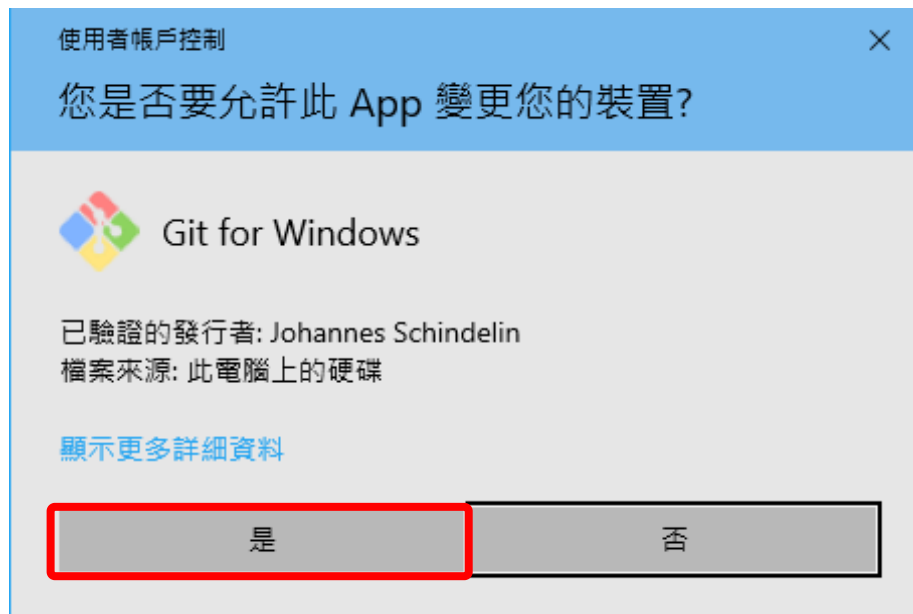 使用者帳戶控制
您是否要允許此 App 變更您的裝置?
Git for Windows
已驗證的發行者: Johannes Schindelin
檔案來源: 此電腦上的硬碟
顯示更多詳細資料
是
否